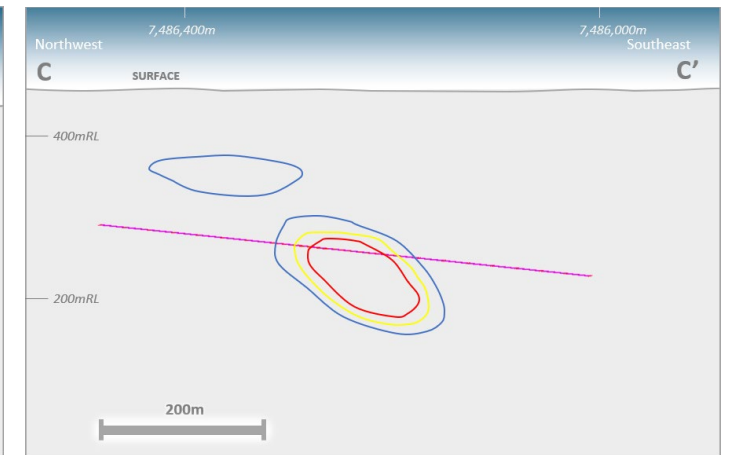 7,486,400m
7,486,000m
Northwest
Southeast
C
SURFACE
C’
400mRL
200mRL
200m